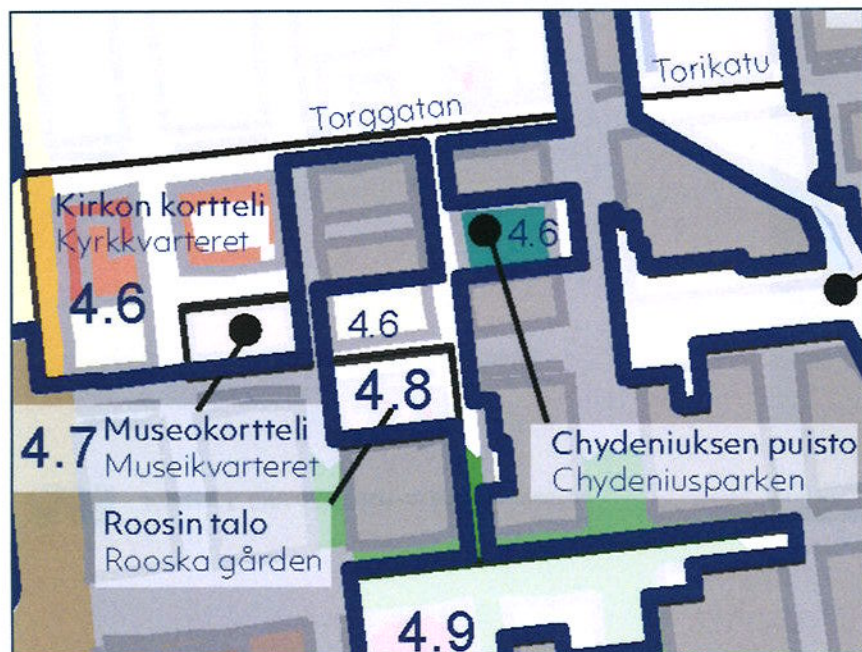 Torikatu
Torggatan
Kirkon kortteli
Kyrkkvarteret
4.6
4.6
4.6
4.8
4.7 Museokortteli
Museikvarteret
Chydeniuksen puisto
Chydeniusparken
Roosin talo
Rooska gården
4.9